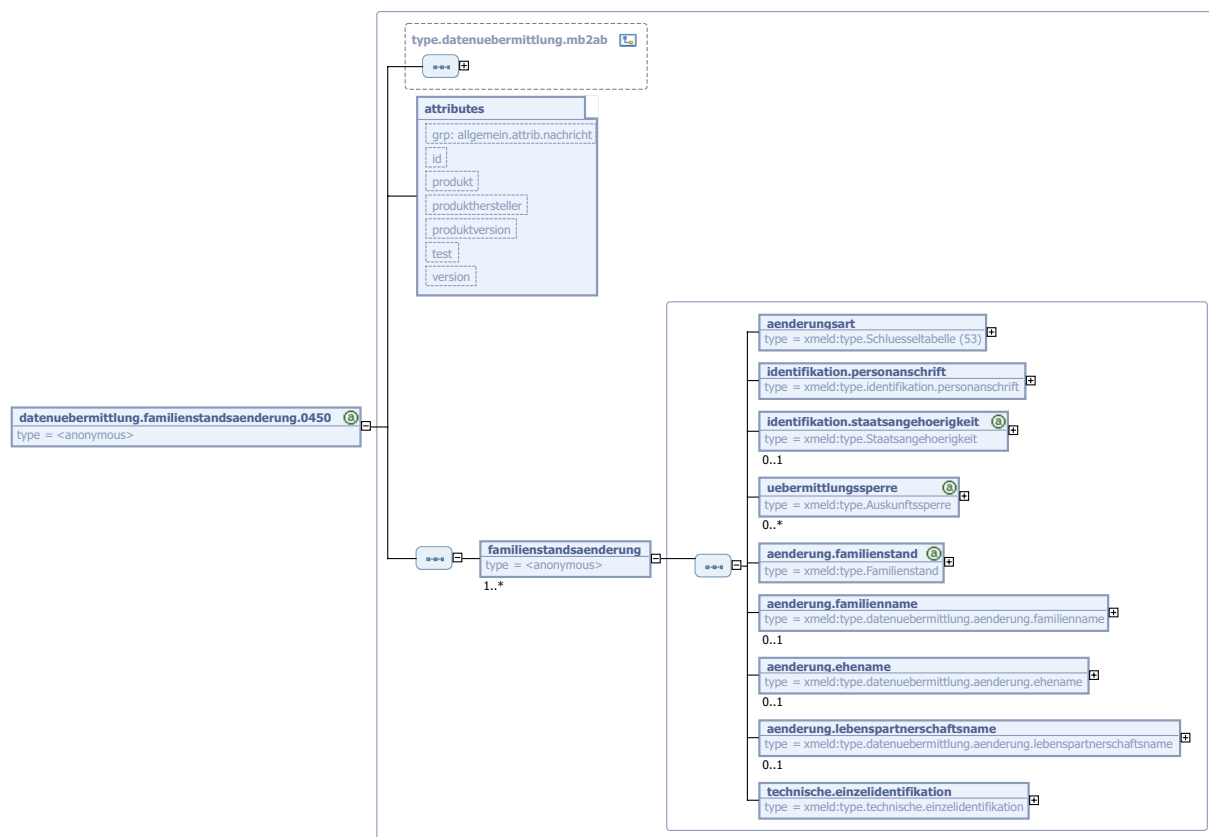 type.datenuebermittlung.mb2ab
attributes
grp: allgemein.attrib.nachricht
id
produkt
produkthersteller
produktversion
test
version
datenuebermittlung.familienstandsaenderung.0450 a
type = <anonymous>
familienstandsaenderung
type = <anonymous>
1..*
aenderungsart
type = xmeld:type.Schluesseltabelle (53)
identifikation.personanschrift
type = xmeld:type.identifikation.personanschrift
identifikation.staatsangehoerigkeit a
type = xmeld:type.Staatsangehoerigkeit
0..1
uebermittlungssperre a
type = xmeld:type.Auskunftssperre
0..*
aenderung.familienstand a
type = xmeld:type.Familienstand
aenderung.familienname
type = xmeld:type.datenuebermittlung.aenderung.familienname
0..1
aenderung.ehename
type = xmeld:type.datenuebermittlung.aenderung.ehename
0..1
aenderung.lebenspartnerschaftsname
type = xmeld:type.datenuebermittlung.aenderung.lebenspartnerschaftsname
0..1
technische.einzelidentifikation
type = xmeld:type.technische.einzelidentifikation